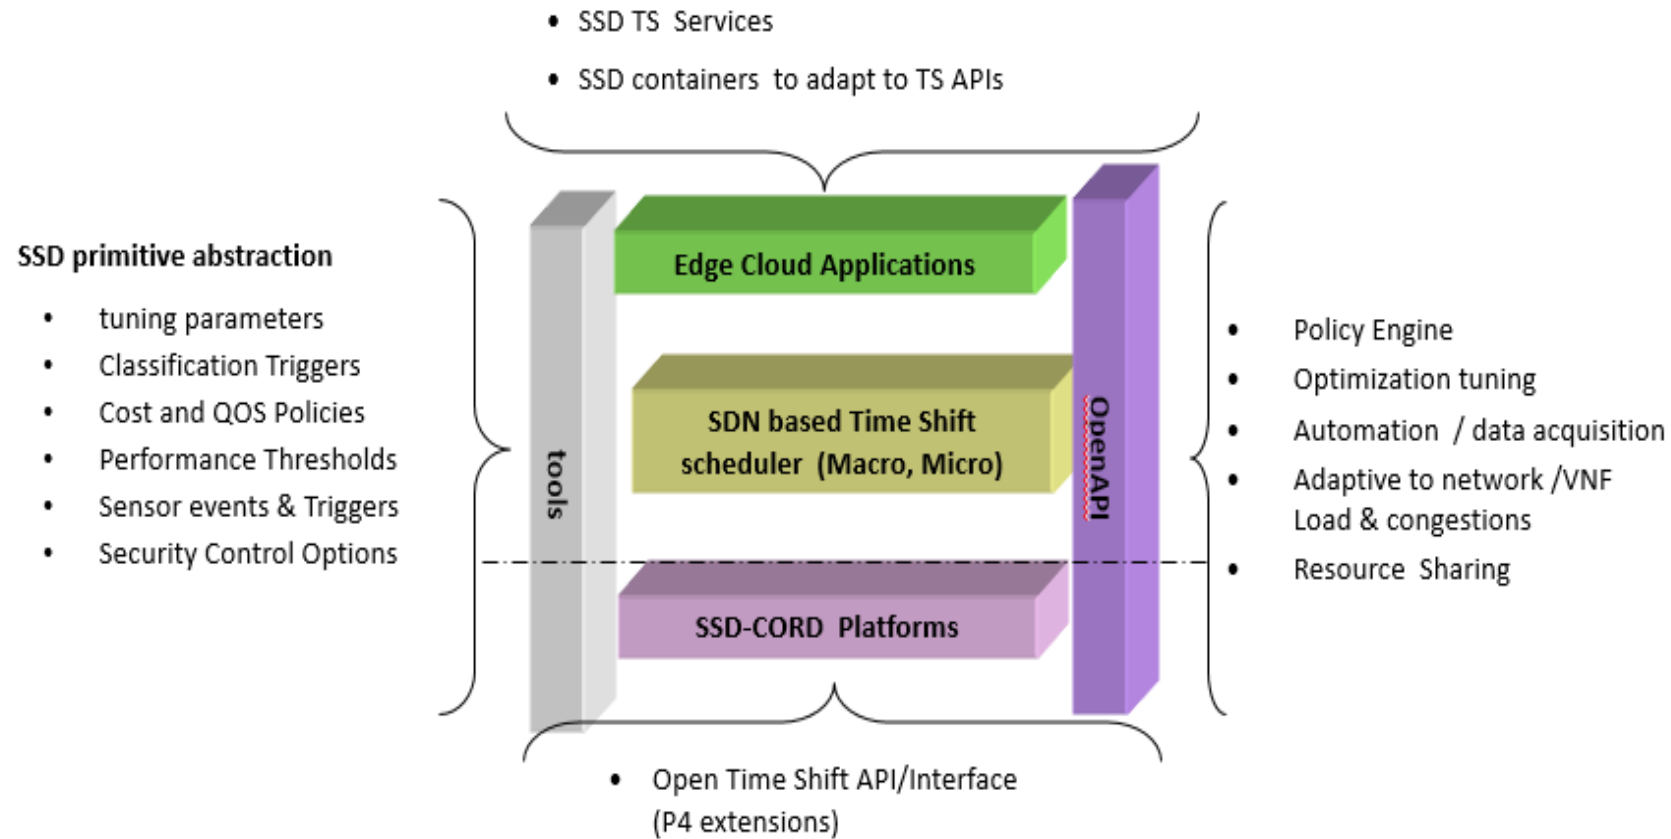 • SSD TS Services
• SSD containers to adapt to TS APIs
SSD primitive abstraction
• tuning parameters
• Classification Triggers
• Cost and QOS Policies
• Performance Thresholds
• Sensor events & Triggers
• Security Control Options
tools
Edge Cloud Applications
SDN based Time Shift
scheduler (Macro, Micro)
SSD-CORD Platforms
OpenAPI
• Policy Engine
• Optimization tuning
• Automation / data acquisition
• Adaptive to network /VNF
Load & congestions
• Resource Sharing
• Open Time Shift API/Interface
(P4 extensions)